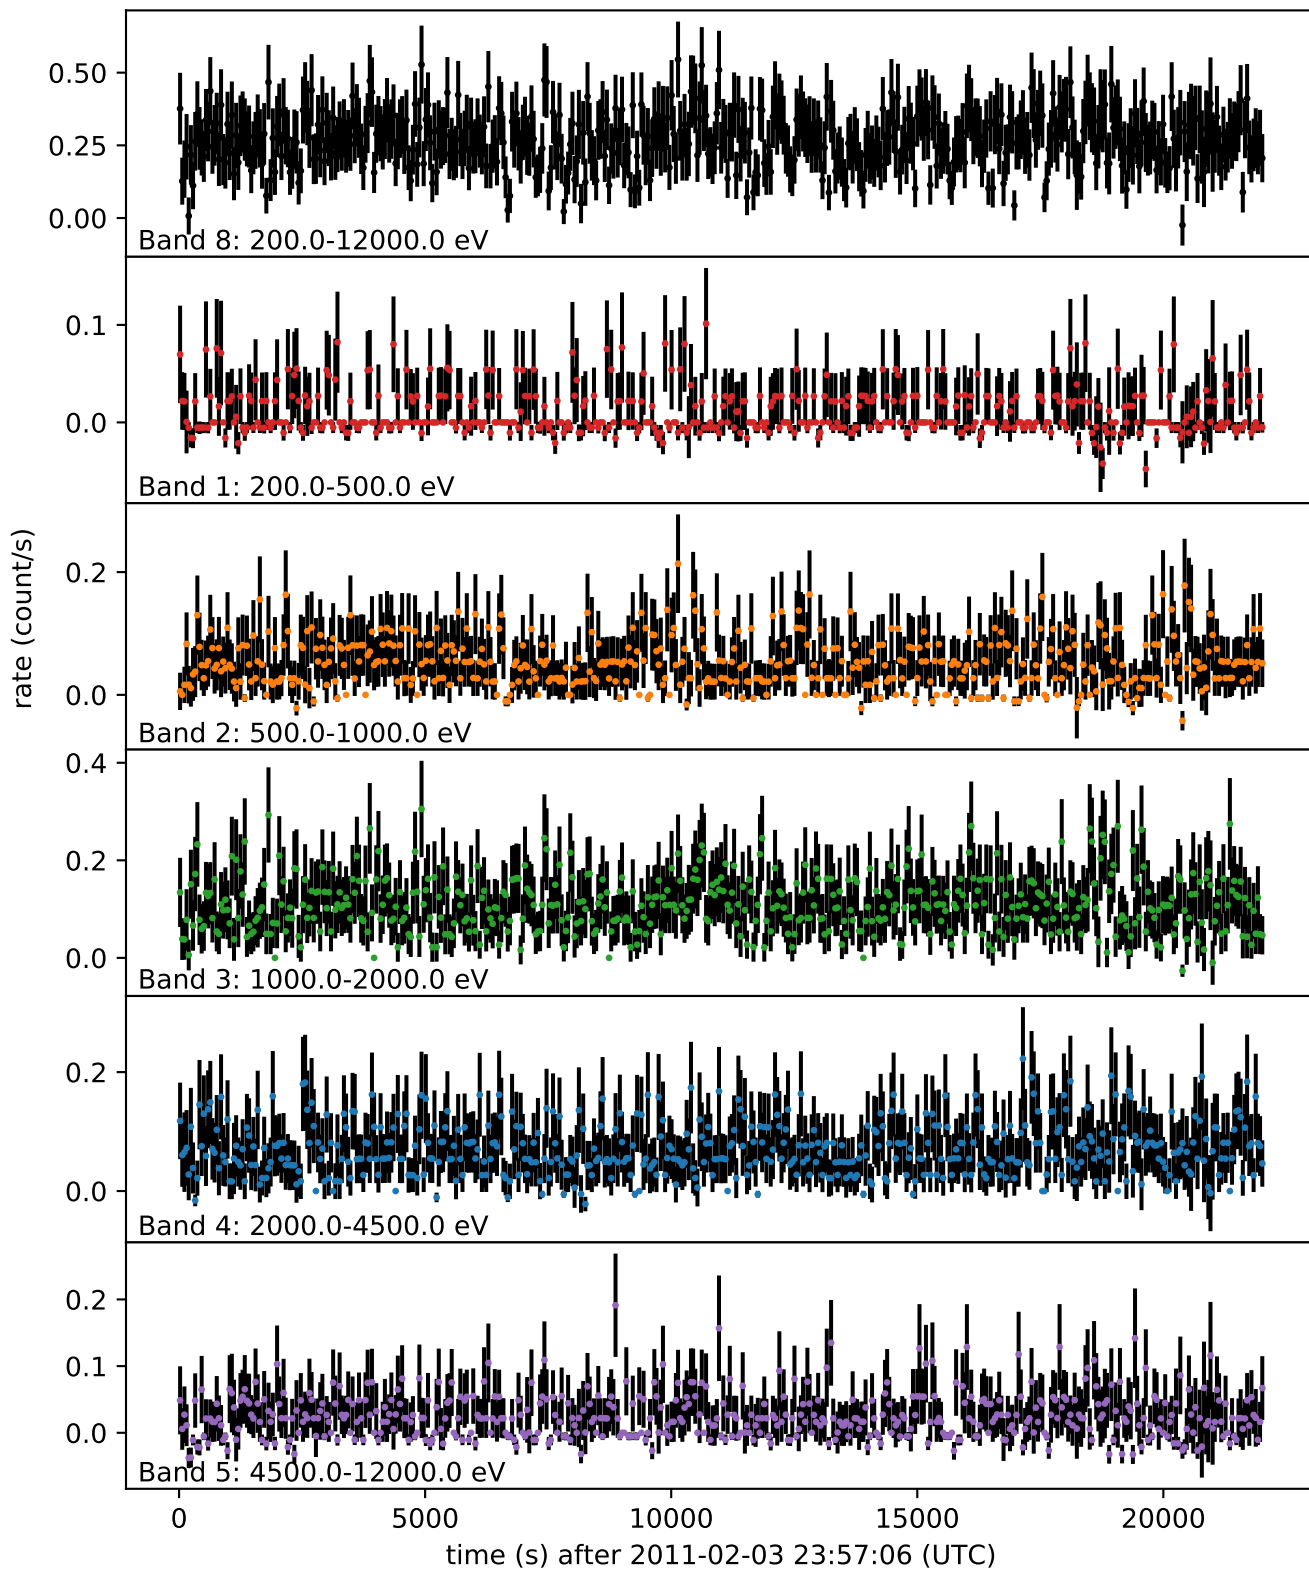 0.50
0.25
0.00
Band 8: 200.0-12000.0 eV
0.1
0.0
Band 1: 200.0-500.0 eV
rate (count/s)
0.2
0.0
Band 2: 500.0-1000.0 eV
0.4
0.2
0.0
Band 3: 1000.0-2000.0 eV
0.2
0.0
Band 4: 2000.0-4500.0 eV
0.2
0.1
0.0
Band 5: 4500.0-12000.0 eV
0 5000 10000 15000 20000
time (s) after 2011-02-03 23:57:06 (UTC)